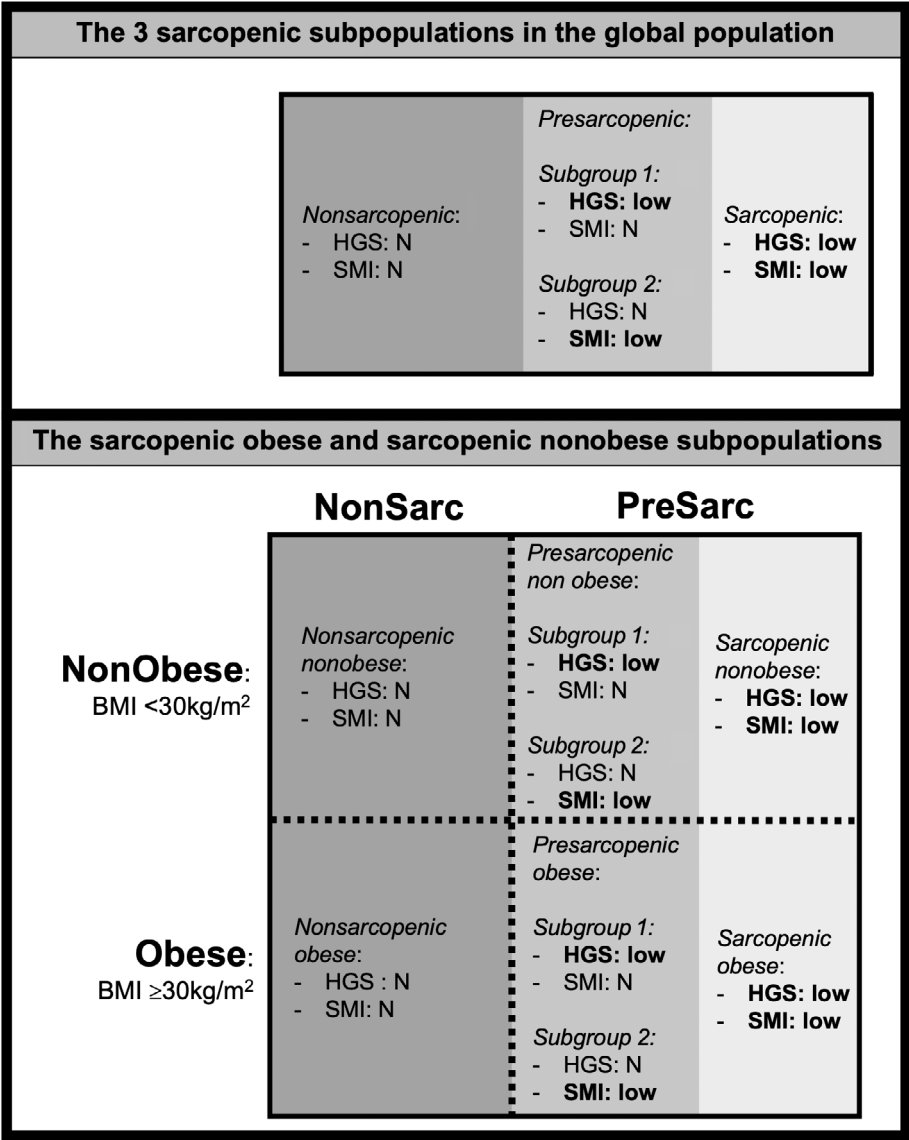 The 3 sarcopenic subpopulations in the global population
Nonsarcopenic:
- HGS: N
- SMI: N
Presarcopenic:
Subgroup 1:
- HGS: low
- SMI: N
Subgroup 2:
- HGS: N
- SMI: low
Sarcopenic:
- HGS: low
- SMI: low
The sarcopenic obese and sarcopenic nonobese subpopulations
NonSarc
PreSarc
NonObese:
BMI <30kg/m²
Nonsarcopenic
nonobese:
- HGS: N
- SMI: N
Presarcopenic
non obese:
Subgroup 1:
- HGS: low
- SMI: N
Subgroup 2:
- HGS: N
- SMI: low
Sarcopenic
nonobese:
- HGS: low
- SMI: low
Obese:
BMI ≥30kg/m²
Nonsarcopenic
obese:
- HGS : N
- SMI: N
Presarcopenic
obese:
Subgroup 1:
- HGS: low
- SMI: N
Subgroup 2:
- HGS: N
- SMI: low
Sarcopenic
obese:
- HGS: low
- SMI: low